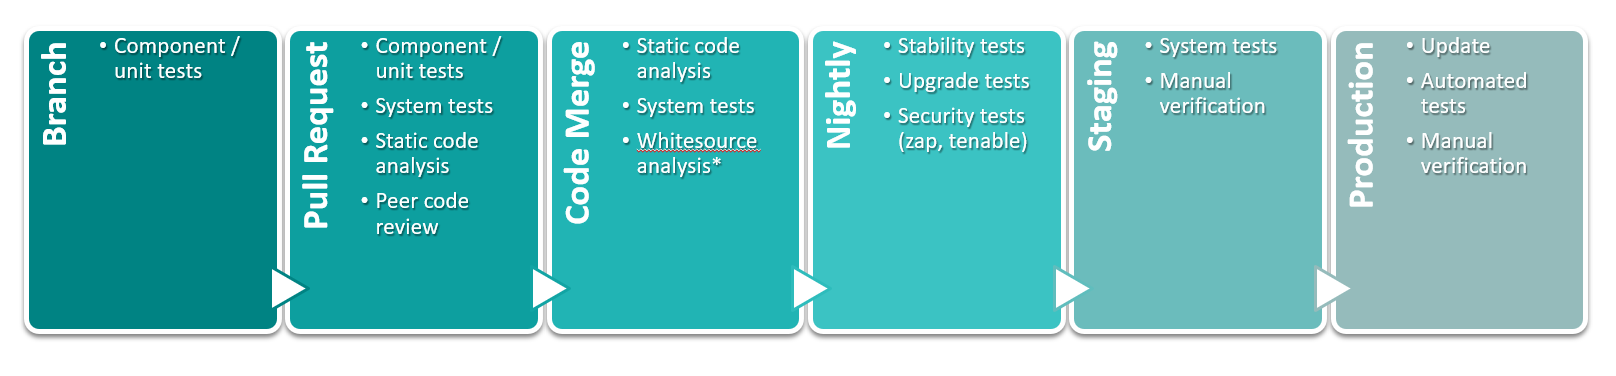 Branch
• Component /
unit tests
Pull Request
• Component /
unit tests
• System tests
• Static code
analysis
• Peer code
review
Code Merge
• Static code
analysis
• System tests
• Whitesource
analysis*
Nightly
• Stability tests
• Upgrade tests
• Security tests
(zap, tenable)
Staging
• System tests
• Manual
verification
Production
• Update
• Automated
tests
• Manual
verification